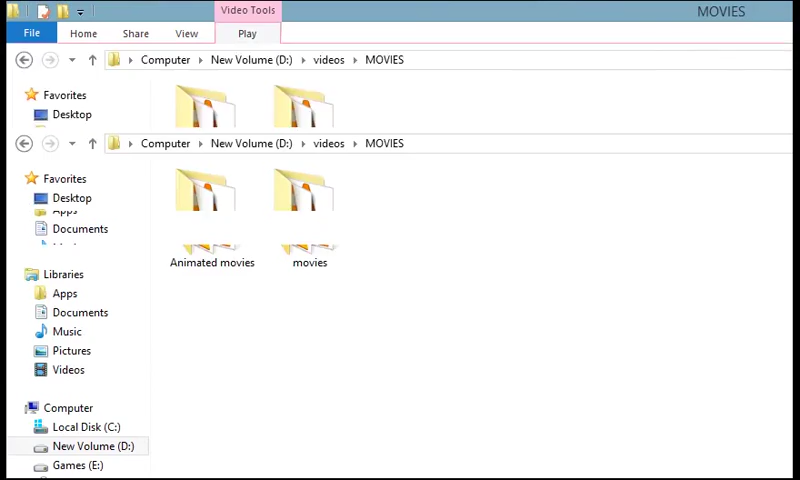 Video Tools
MOVIES
File Home Share View Play
Computer New Volume (D:) videos MOVIES
Favorites
Desktop
Computer New Volume (D:) videos MOVIES
Favorites
Desktop
Apps
Documents
Animated movies movies
Libraries
Apps
Documents
Music
Pictures
Videos
Computer
Local Disk (C:)
New Volume (D:)
Games (E:)